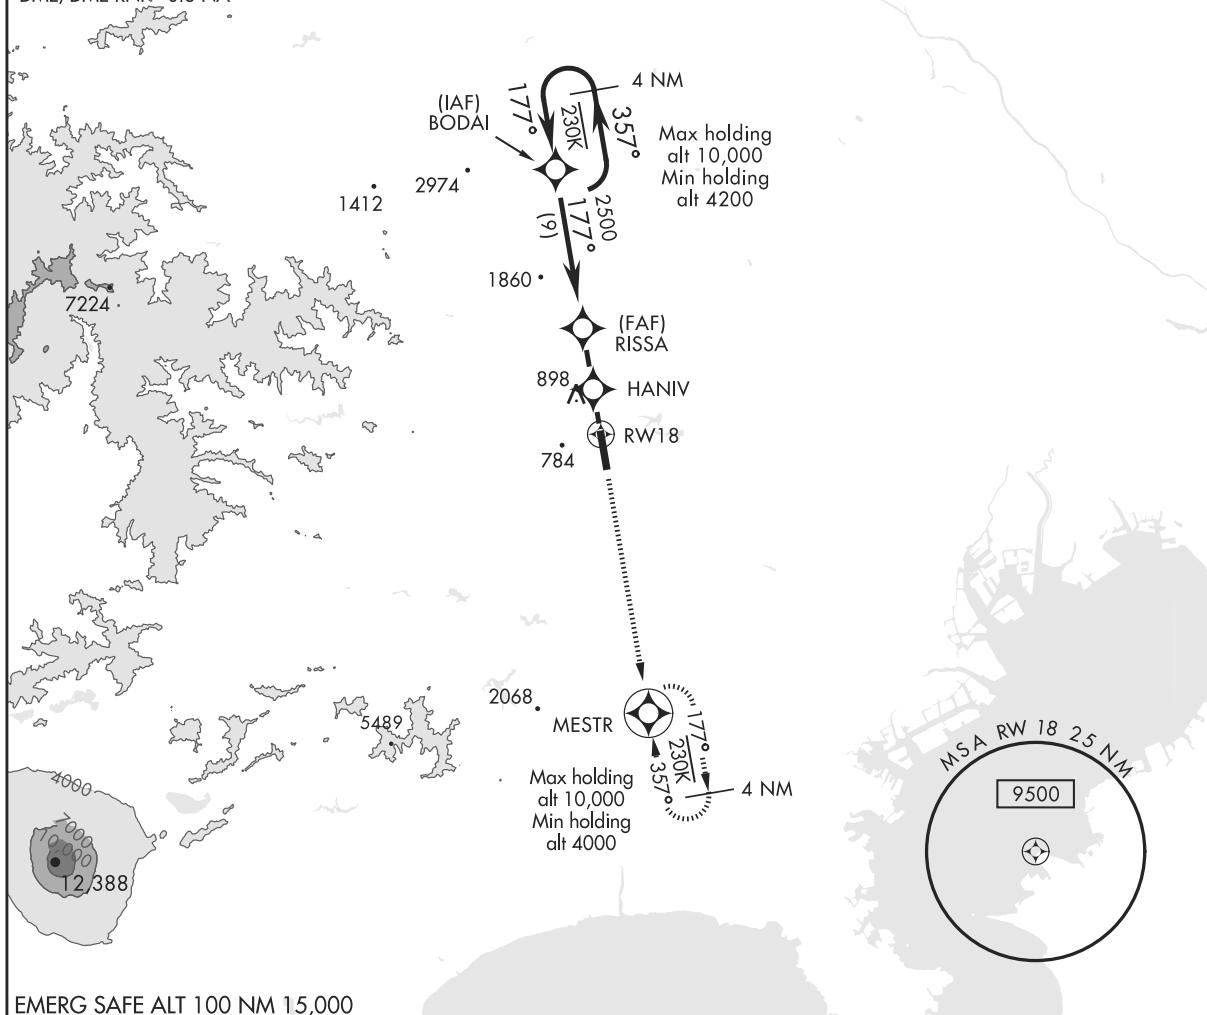 4 NM
(IAF)
BODAI
177°
230K
357°
Max holding
alt 10,000
Min holding
alt 4200
2974
1412
(9)
177°
2500
1860
7224
(FAF)
RISSA
898
HANIV
RW18
784
2068
MESTR
5489
177°
230K
357°
4 NM
Max holding
alt 10,000
Min holding
alt 4000
MSA RW 18 25 NM
9500
4000
7000
10000
12,388
EMERG SAFE ALT 100 NM 15,000